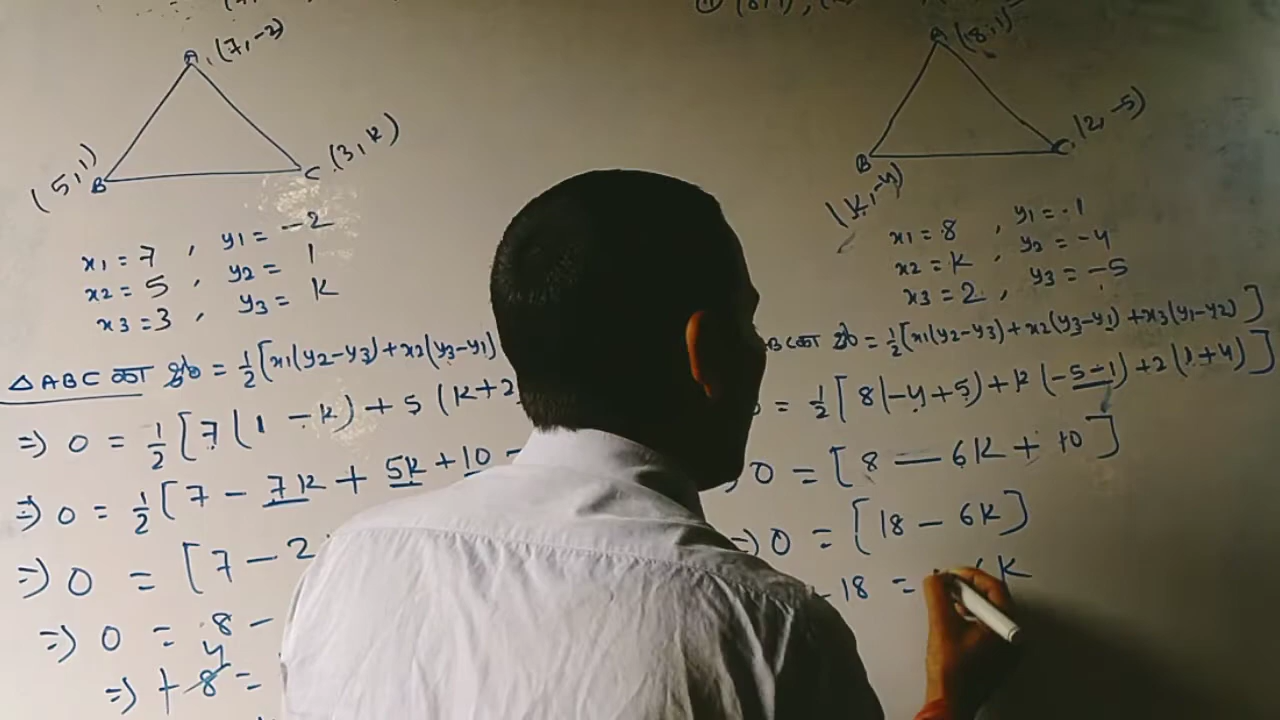 A (7, -2)
(5, 1) B
C (3, k)
x1 = 7 , y1 = -2
x2 = 5 , y2 = 1
x3 = 3 , y3 = k
△ABC का क्षे० = 1/2 [x1(y2-y3)+x2(y3-y1)
=> 0 = 1/2 [7(1 - k) + 5 (k+2
=> 0 = 1/2 [7 - 7k + 5k + 10 -
=> 0 = [7 - 2
=> 0 = 8 -
=> + 8 =
4
A (8, 1)
B (k, -4)
C (2, -5)
x1 = 8 , y1 = -1
x2 = k , y2 = -4
x3 = 2 , y3 = -5
BC का क्षे० = 1/2 [x1(y2-y3)+x2(y3-y1)+x3(y1-y2)]
= 1/2 [8(-4+5)+k(-5-1)+2(1+4)]
0 = [8 - 6k + 10]
=> 0 = [18 - 6k]
- 18 = 6k